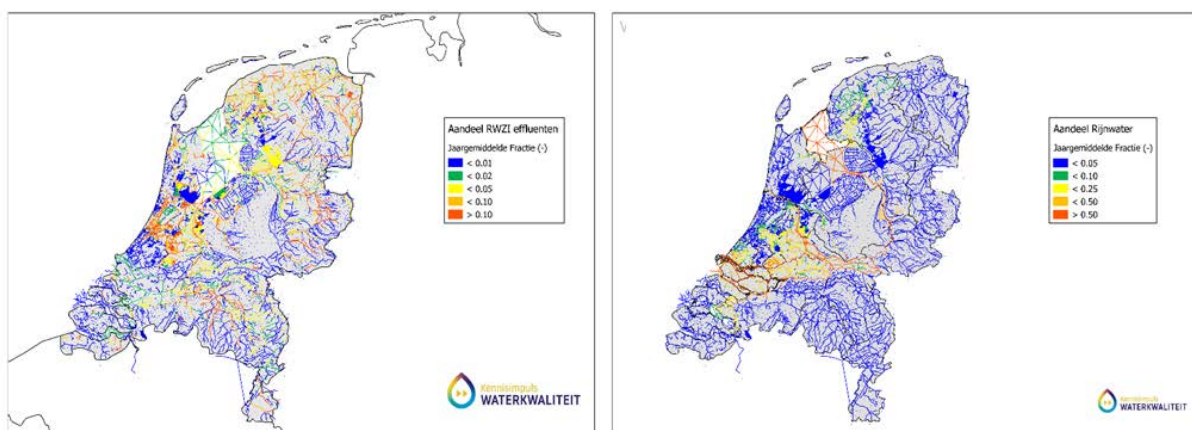 Aandeel RWZI effluenten
Jaargemiddelde Fractie (-)
< 0.01
< 0.02
< 0.05
< 0.10
> 0.10
Kennisimpuls
WATERKWALITEIT
Aandeel Rijnwater
Jaargemiddelde Fractie (-)
< 0.05
< 0.10
< 0.25
< 0.50
> 0.50
Kennisimpuls
WATERKWALITEIT